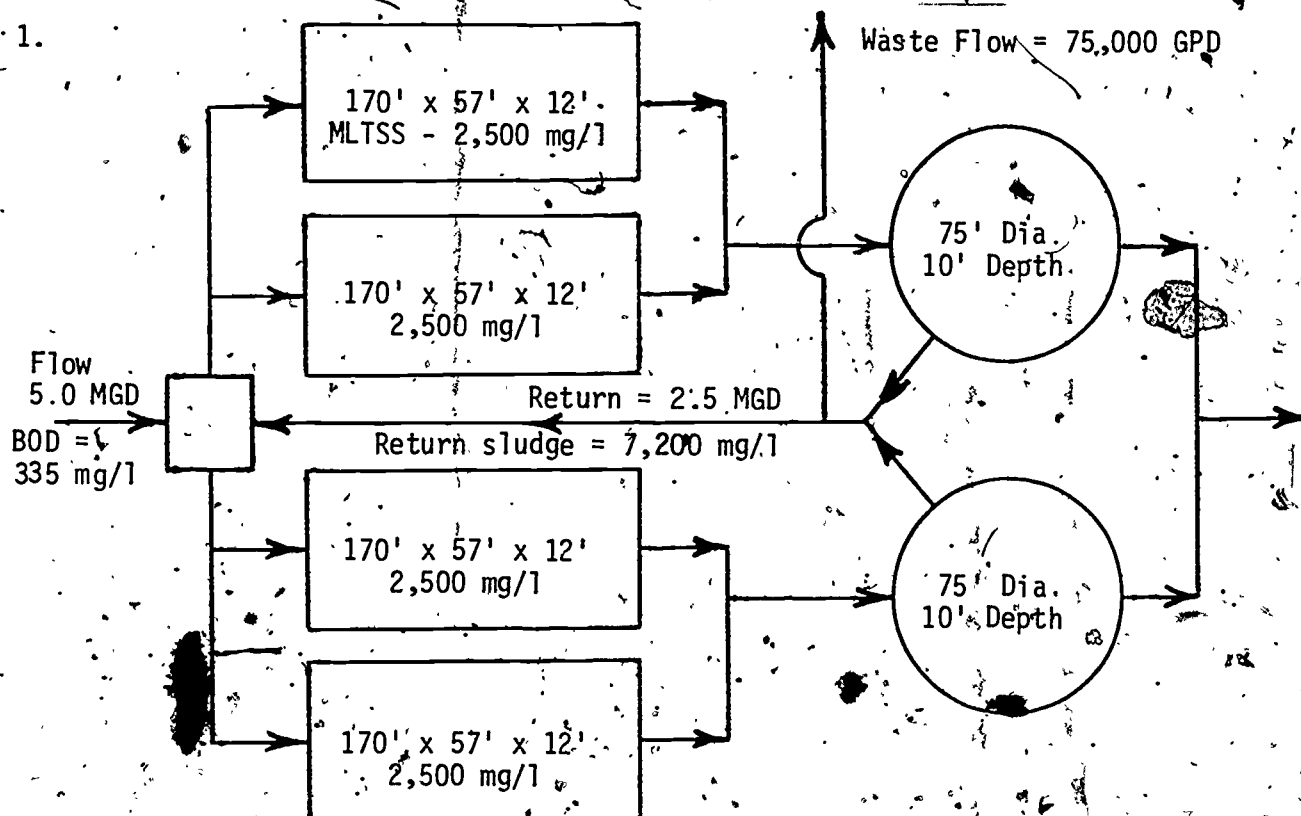 1.
Waste Flow = 75,000 GPD
170' x 57' x 12'
MLTSS - 2,500 mg/l
75' Dia.
10' Depth
170' x 57' x 12'
2,500 mg/l
Flow
5.0 MGD
Return = 2.5 MGD
BOD =
335 mg/l
Return sludge = 7,200 mg/l
170' x 57' x 12'
2,500 mg/l
75' Dia.
10' Depth
170' x 57' x 12'
2,500 mg/l